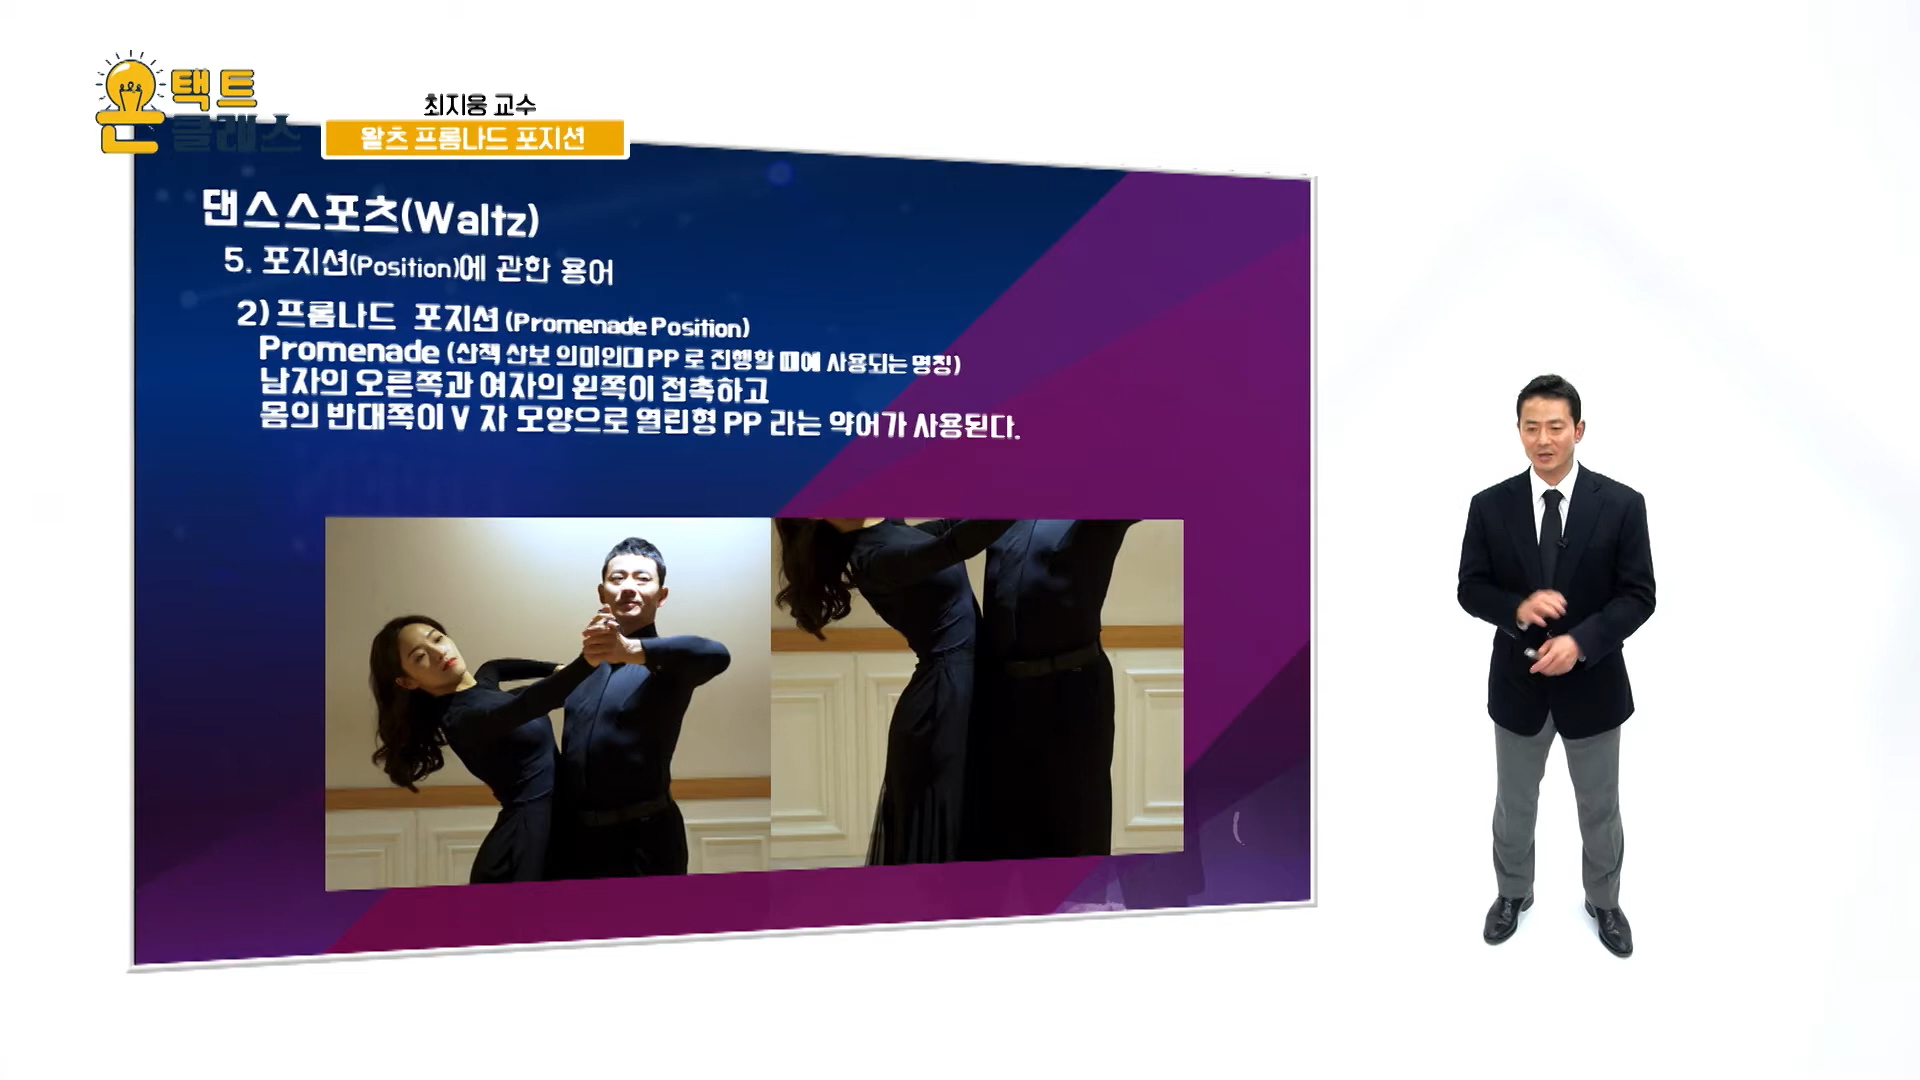 온택트
클래스
최지웅 교수
왈츠 프롬나드 포지션
댄스스포츠(Waltz)
5. 포지션(Position)에 관한 용어
2) 프롬나드 포지션 (Promenade Position)
Promenade (산책 산보 의미인대 PP 로 진행할 때에 사용되는 명칭)
남자의 오른쪽과 여자의 왼쪽이 접촉하고
몸의 반대쪽이 V 자 모양으로 열린형 PP 라는 약어가 사용된다.